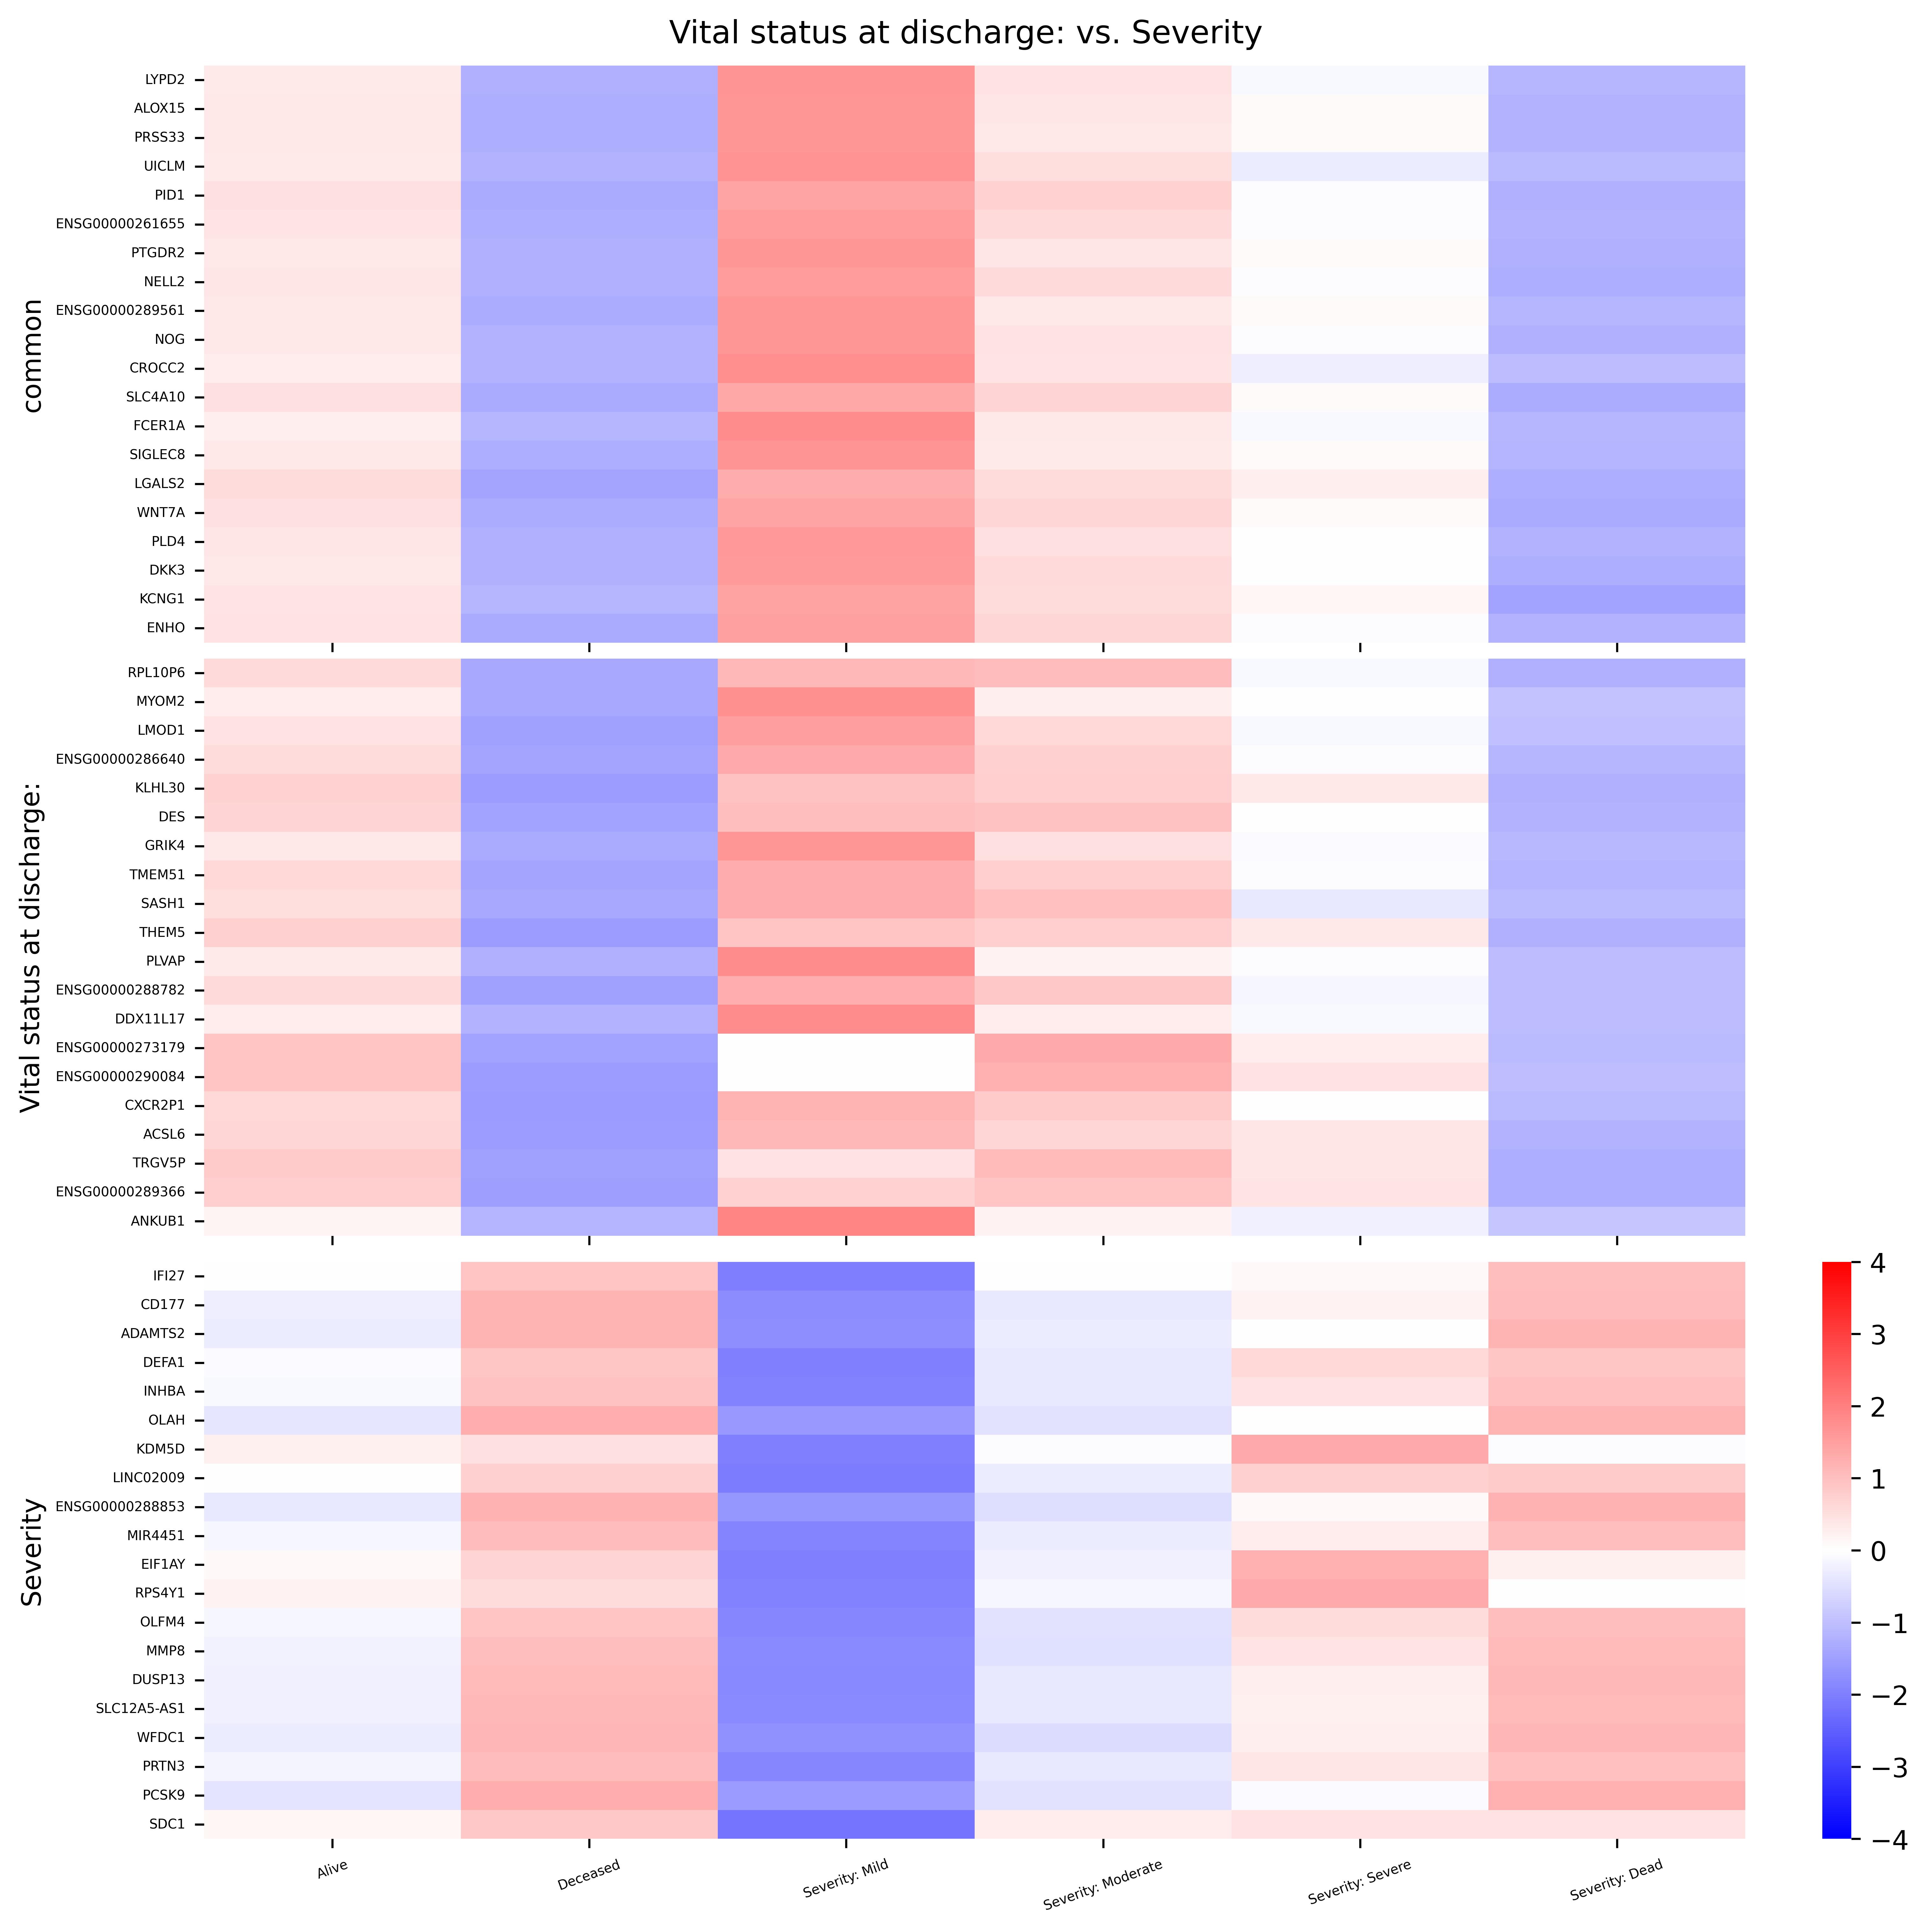 Vital status at discharge: vs. Severity
common
LYPD2
ALOX15
PRSS33
UICLM
PID1
ENSG00000261655
PTGDR2
NELL2
ENSG00000289561
NOG
CROCC2
SLC4A10
FCER1A
SIGLEC8
LGALS2
WNT7A
PLD4
DKK3
KCNG1
ENHO
Vital status at discharge:
RPL10P6
MYOM2
LMOD1
ENSG00000286640
KLHL30
DES
GRIK4
TMEM51
SASH1
THEM5
PLVAP
ENSG00000288782
DDX11L17
ENSG00000273179
ENSG00000290084
CXCR2P1
ACSL6
TRGV5P
ENSG00000289366
ANKUB1
Severity
IFI27
CD177
ADAMTS2
DEFA1
INHBA
OLAH
KDM5D
LINC02009
ENSG00000288853
MIR4451
EIF1AY
RPS4Y1
OLFM4
MMP8
DUSP13
SLC12A5-AS1
WFDC1
PRTN3
PCSK9
SDC1
Alive
Deceased
Severity: Mild
Severity: Moderate
Severity: Severe
Severity: Dead
4
3
2
1
0
−1
−2
−3
−4